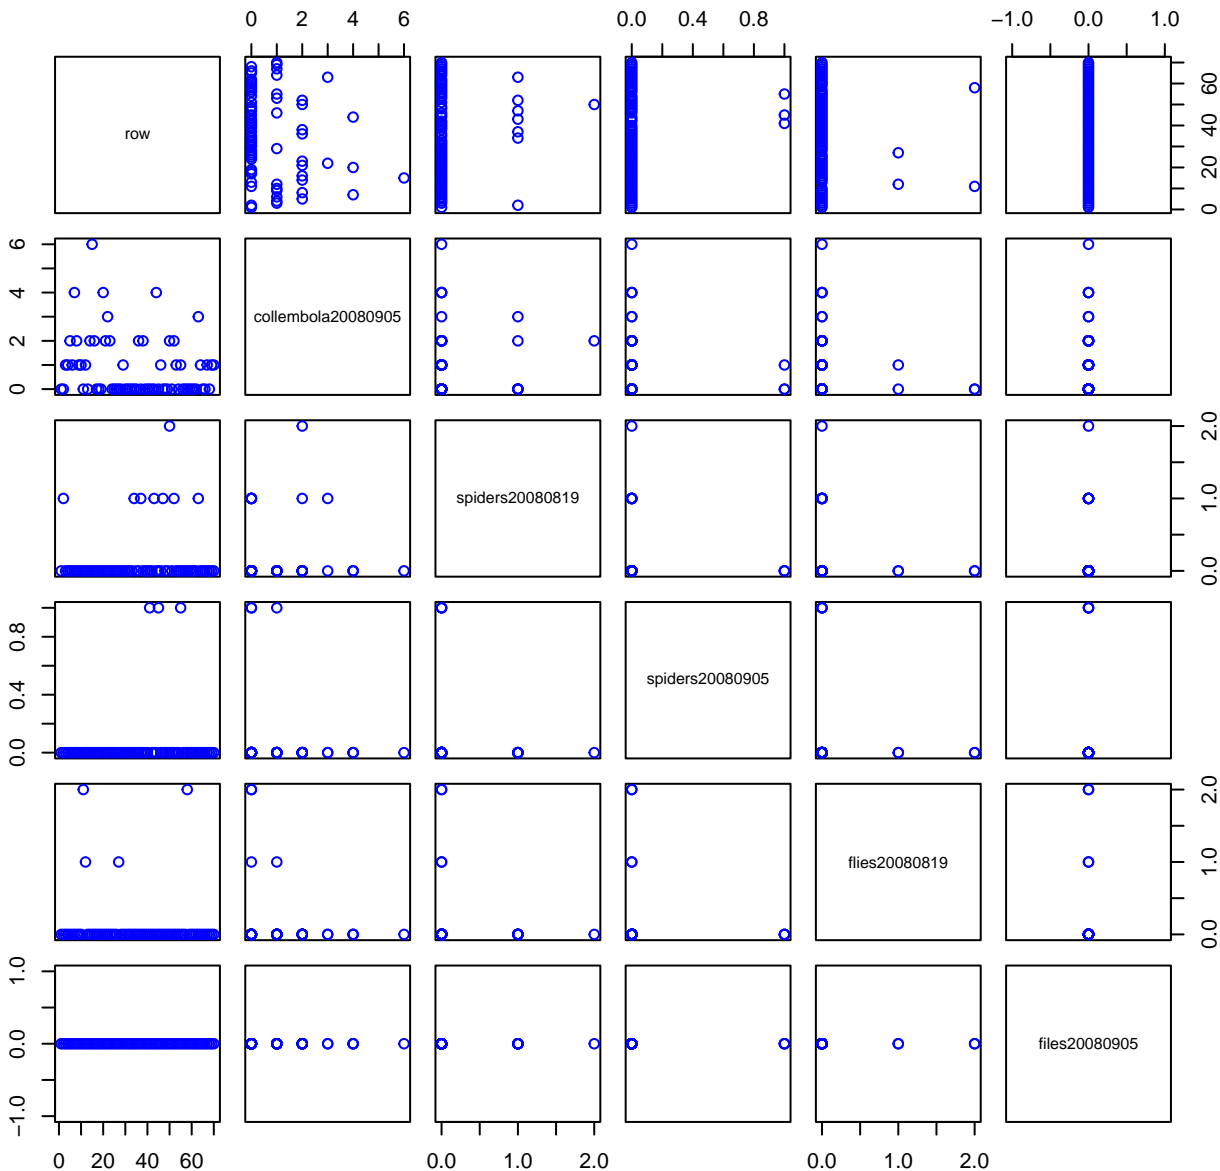 0 2 4 6 0.0 0.4 0.8 −1.0 0.0 1.0
row
0 20 40 60
0 2 4 6
collembola20080905
spiders20080819
0.0 1.0 2.0
0.0 0.4 0.8
spiders20080905
flies20080819
0.0 1.0 2.0
−1.0 0.0 1.0
files20080905
0 20 40 60 0.0 1.0 2.0 0.0 1.0 2.0